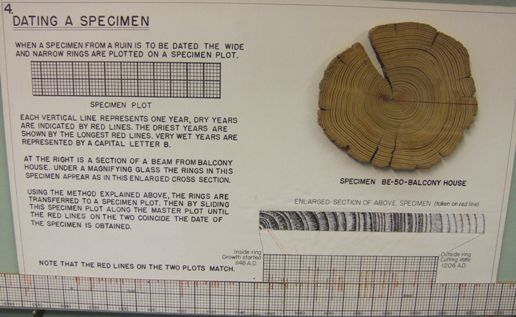 4.
DATING A SPECIMEN
WHEN A SPECIMEN FROM A RUIN IS TO BE DATED THE WIDE
AND NARROW RINGS ARE PLOTTED ON A SPECIMEN PLOT.
SPECIMEN PLOT
EACH VERTICAL LINE REPRESENTS ONE YEAR, DRY YEARS
ARE INDICATED BY RED LINES. THE DRIEST YEARS ARE
SHOWN BY THE LONGEST RED LINES. VERY WET YEARS ARE
REPRESENTED BY A CAPITAL LETTER B.
AT THE RIGHT IS A SECTION OF A BEAM FROM BALCONY
HOUSE. UNDER A MAGNIFYING GLASS THE RINGS IN THIS
SPECIMEN APPEAR AS IN THIS ENLARGED CROSS SECTION.
USING THE METHOD EXPLAINED ABOVE, THE RINGS ARE
TRANSFERRED TO A SPECIMEN PLOT. THEN BY SLIDING
THIS SPECIMEN PLOT ALONG THE MASTER PLOT UNTIL
THE RED LINES ON THE TWO COINCIDE THE DATE OF
THE SPECIMEN IS OBTAINED.
NOTE THAT THE RED LINES ON THE TWO PLOTS MATCH.
SPECIMEN BE-50-BALCONY HOUSE
ENLARGED SECTION OF ABOVE SPECIMEN (taken on red line)
Inside ring
Growth started
A.D.
Outside ring
Cutting date
1206 A.D.